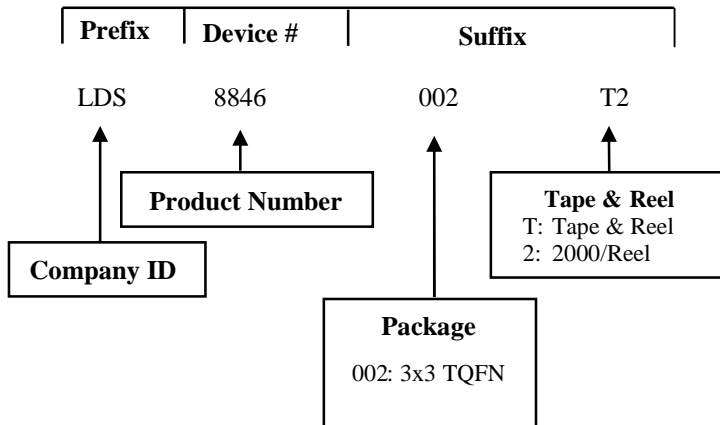 Prefix Device # Suffix
LDS 8846 002 T2
Product Number
Tape & Reel
T: Tape & Reel
2: 2000/Reel
Company ID
Package
002: 3x3 TQFN